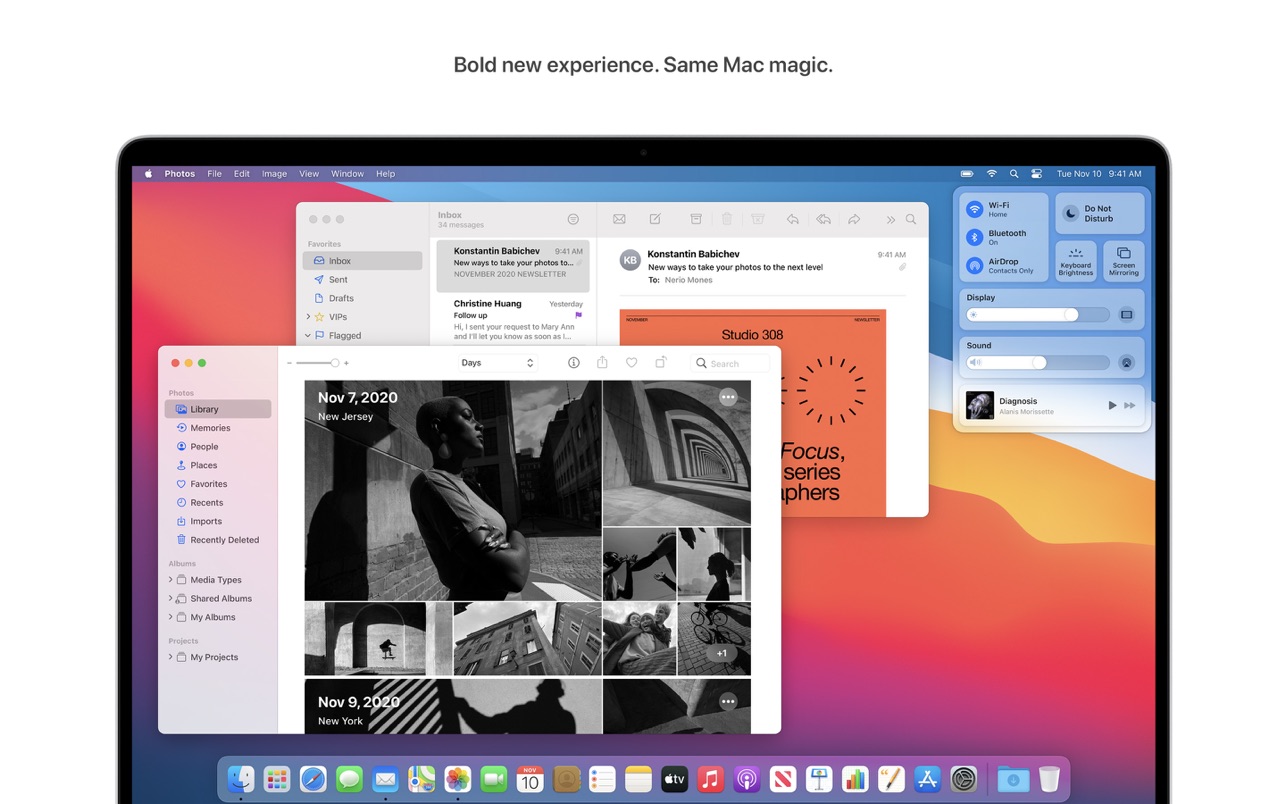 Bold new experience. Same Mac magic.
Photos File Edit Image View Window Help
Tue Nov 10 9:41 AM
Wi-Fi
Home
Bluetooth
On
AirDrop
Contacts Only
Do Not
Disturb
Keyboard
Brightness
Screen
Mirroring
Display
Sound
Diagnosis
Alanis Morissette
Favorites
Inbox
Sent
Drafts
VIPs
Flagged
Inbox
34 messages
Konstantin Babichev 9:41 AM
New ways to take your photos to...
NOVEMBER 2020 NEWSLETTER
Christine Huang Yesterday
Follow up
Hi, I sent your request to Mary Ann
and I'll let you know as soon as I...
KB
Konstantin Babichev 9:41 AM
New ways to take your photos to the next level
To: Nerio Mones
NOVEMBER NEWSLETTER
Studio 308
Focus,
series
aphers
Days
Search
Photos
Library
Memories
People
Places
Favorites
Recents
Imports
Recently Deleted
Albums
Media Types
Shared Albums
My Albums
Projects
My Projects
Nov 7, 2020
New Jersey
+1
Nov 9, 2020
New York
NOV
10
tv